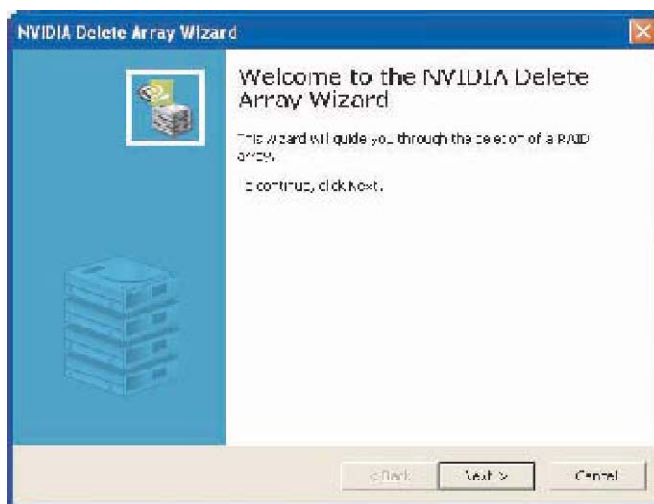 NVIDIA Delete Array Wizard
Welcome to the NVIDIA Delete
Array Wizard
This wizard will guide you through the deletion of a RAID
array.
To continue, click Next.
< Back
Next >
Cancel